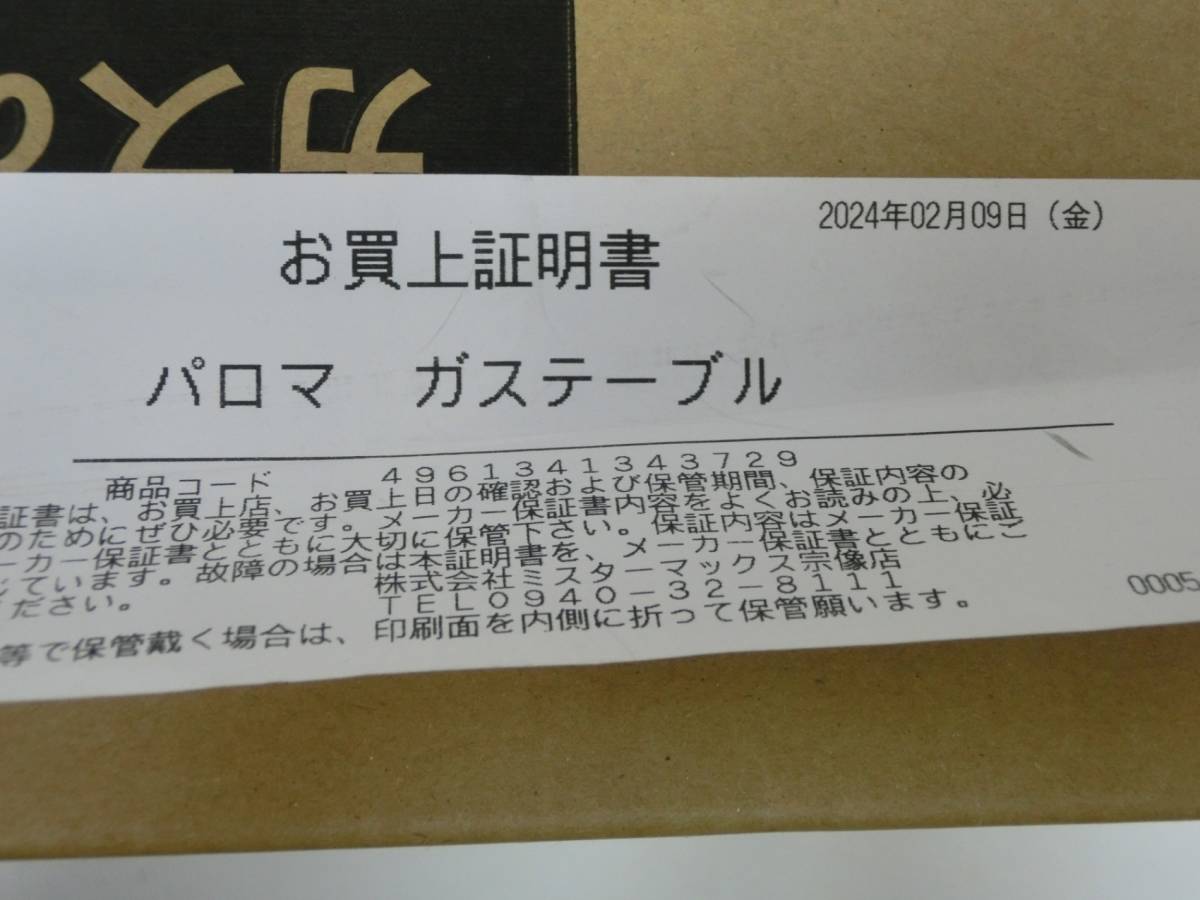 ガスの
2024年02月09日(金)
お買上証明書
パロマ ガステーブル
商品コード 4961341343729
証書は、お買上店、お買上日の確認および保管期間、保証内容の
のためにぜひ必要です。メーカー保証書内容をよくお読みの上、必
ーカー保証書とともに大切に保管下さい。保証内容はメーカー保証
しています。故障の場合は本証明書を、メーカー保証書とともにご
ください。 株式会社ミスターマックス宗像店
TEL0940-32-8111
等で保管戴く場合は、印刷面を内側に折って保管願います。
0005